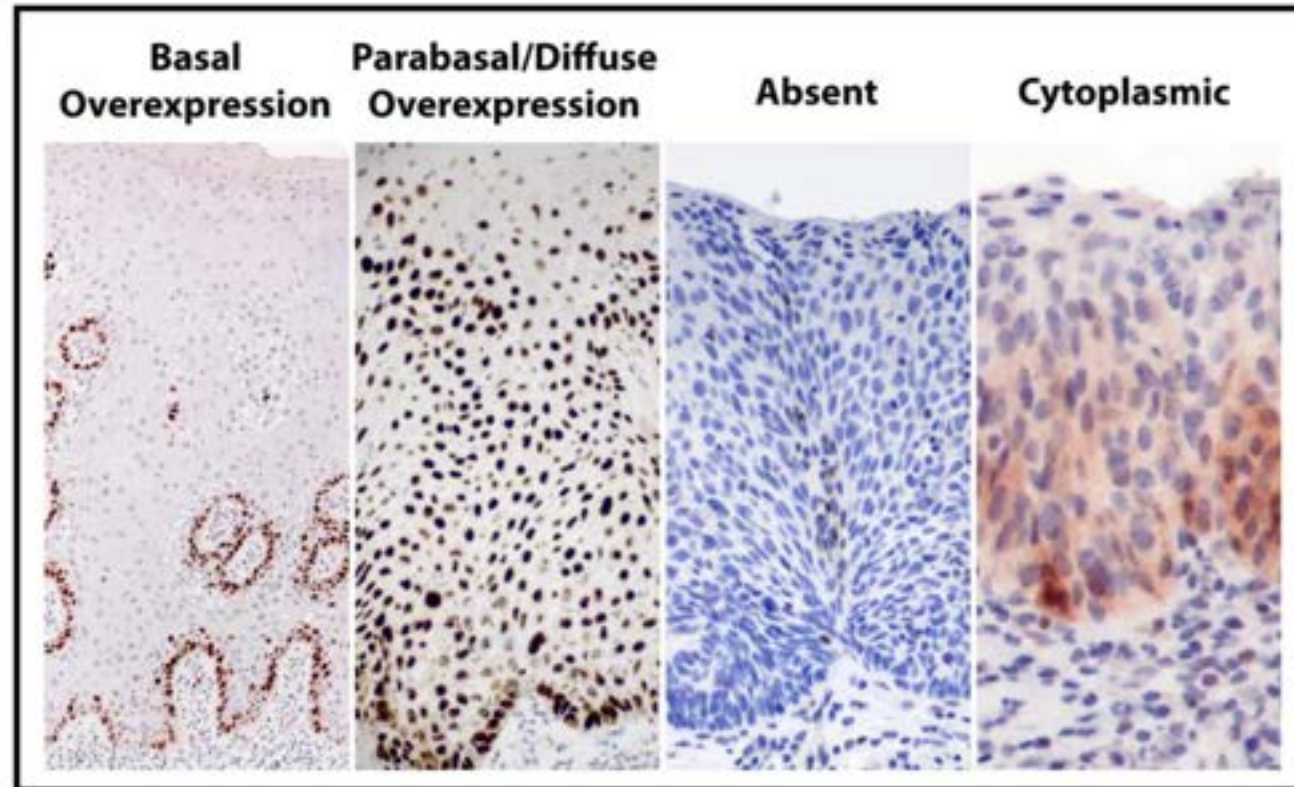 Basal
Overexpression
Parabasal/Diffuse
Overexpression
Absent
Cytoplasmic